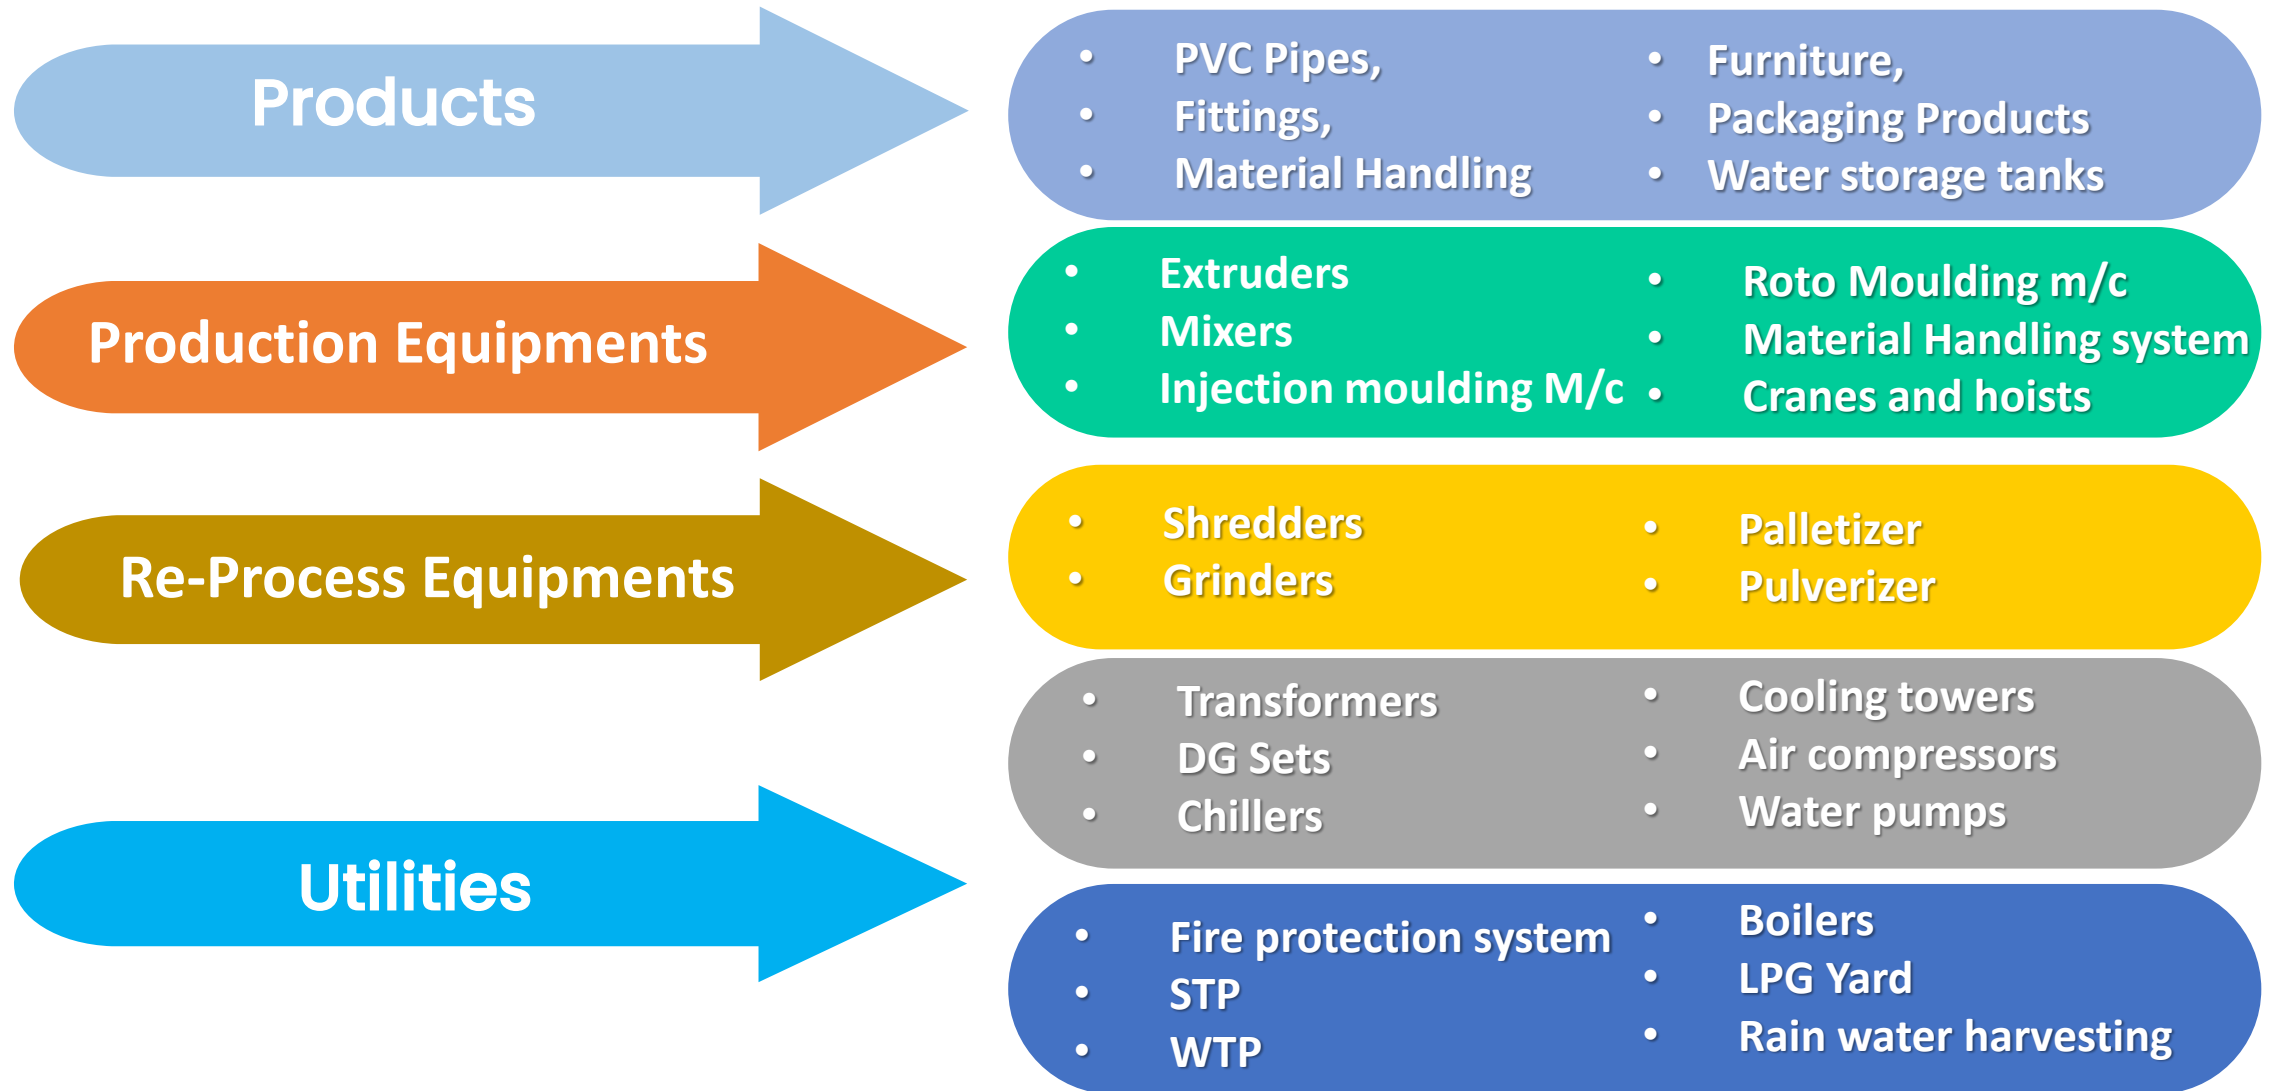 Products
• PVC Pipes,
• Fittings,
• Material Handling
• Furniture,
• Packaging Products
• Water storage tanks
Production Equipments
• Extruders
• Mixers
• Injection moulding M/c
• Roto Moulding m/c
• Material Handling system
• Cranes and hoists
Re-Process Equipments
• Shredders
• Grinders
• Palletizer
• Pulverizer
Utilities
• Transformers
• DG Sets
• Chillers
• Cooling towers
• Air compressors
• Water pumps
• Fire protection system
• STP
• WTP
• Boilers
• LPG Yard
• Rain water harvesting